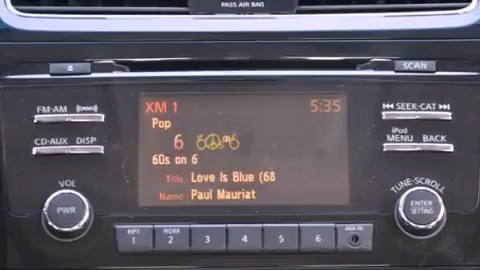 PASS AIR BAG
SCAN
FM·AM
CD·AUX DISP
VOL
PWR
XM 1 5:35
Pop
6
60s on 6
Title: Love Is Blue (68
Name: Paul Mauriat
SEEK·CAT
iPod
MENU BACK
TUNE·SCROLL
ENTER
SETTING
RPT
1
RDM
2
3
4
5
6
AUX IN